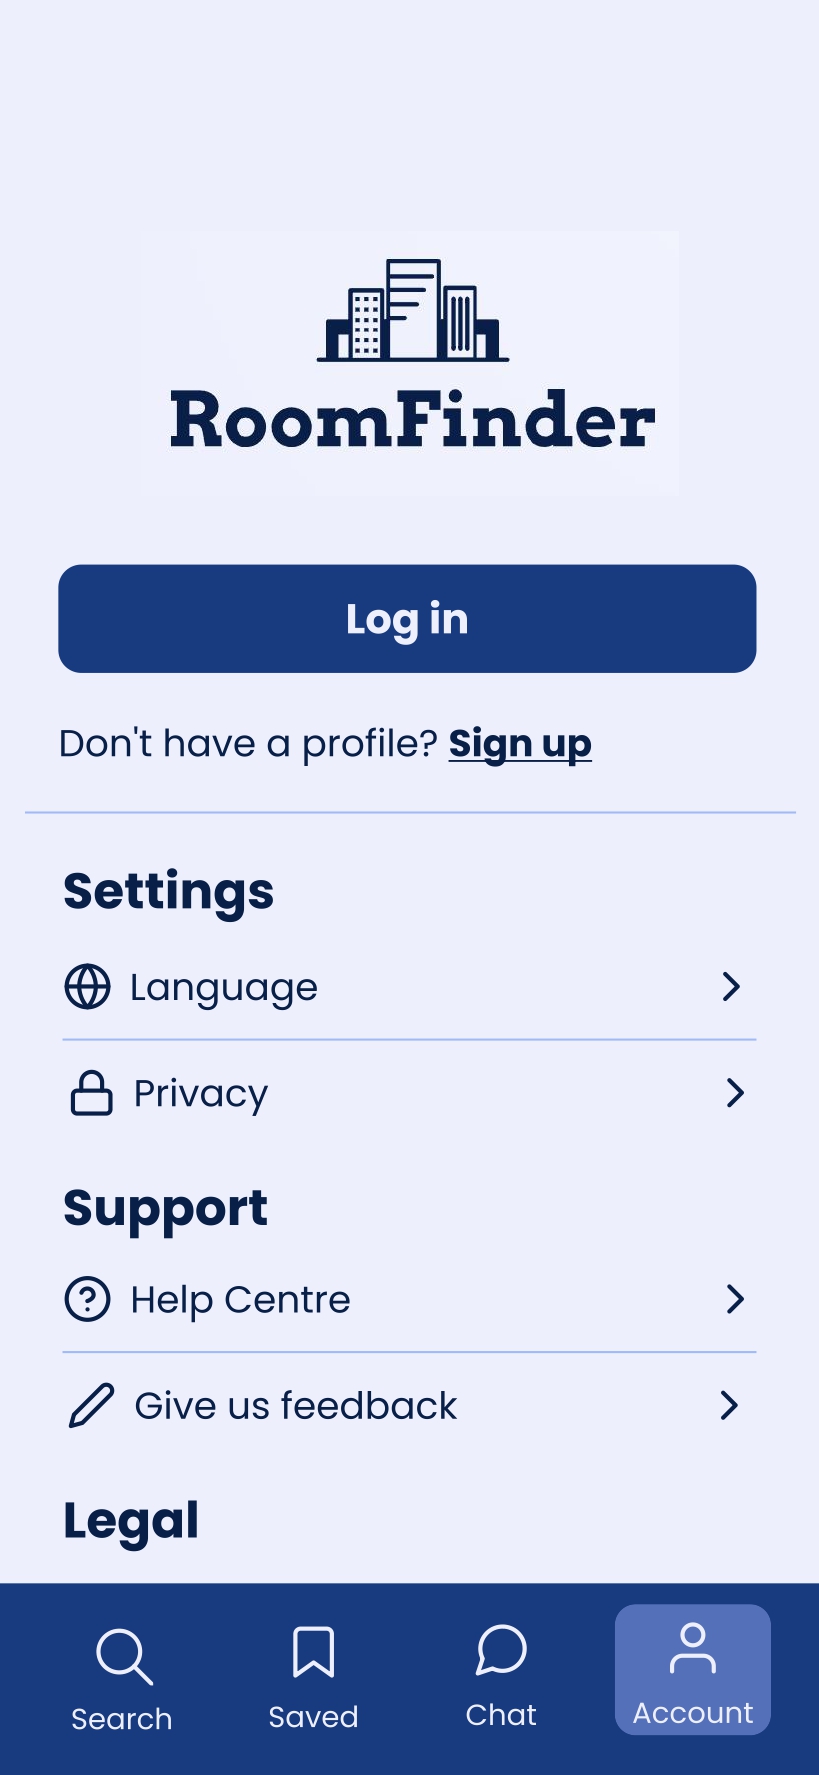 RoomFinder
Log in
Don't have a profile? Sign up
Settings
Language
Privacy
Support
Help Centre
Give us feedback
Legal
Search
Saved
Chat
Account